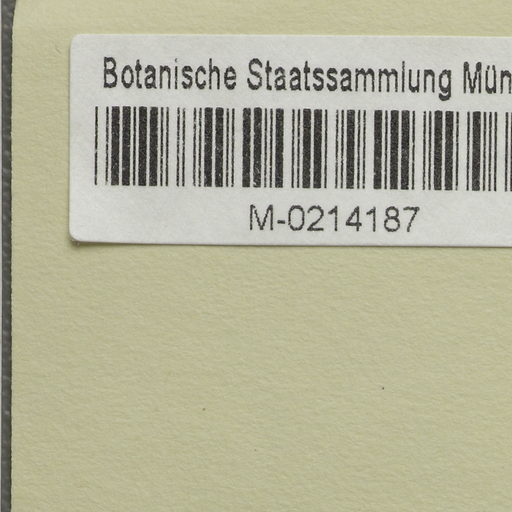 Botanische Staatssammlung Mün
M-0214187